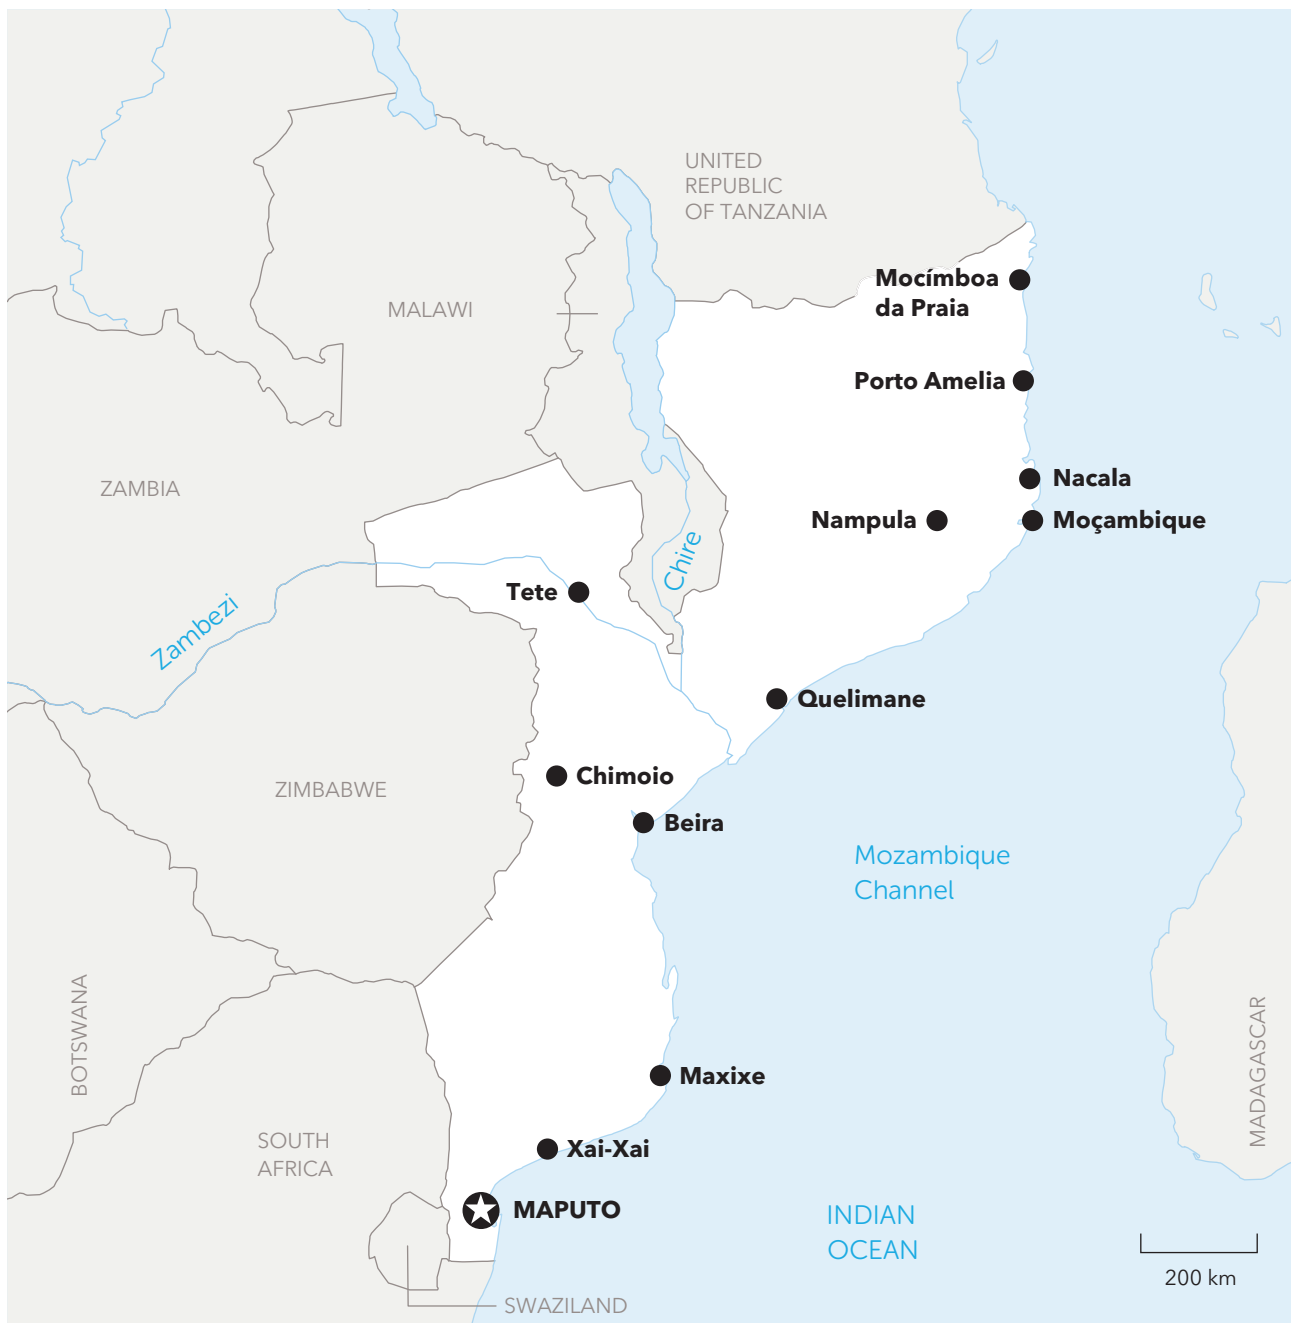 UNITED
REPUBLIC
OF TANZANIA
Mocímboa
da Praia
MALAWI
Porto Amelia
ZAMBIA
Nacala
Nampula
Moçambique
Chire
Tete
Zambezi
Quelimane
Chimoio
ZIMBABWE
Beira
Mozambique
Channel
BOTSWANA
MADAGASCAR
Maxixe
SOUTH
AFRICA
Xai-Xai
MAPUTO
INDIAN
OCEAN
200 km
SWAZILAND